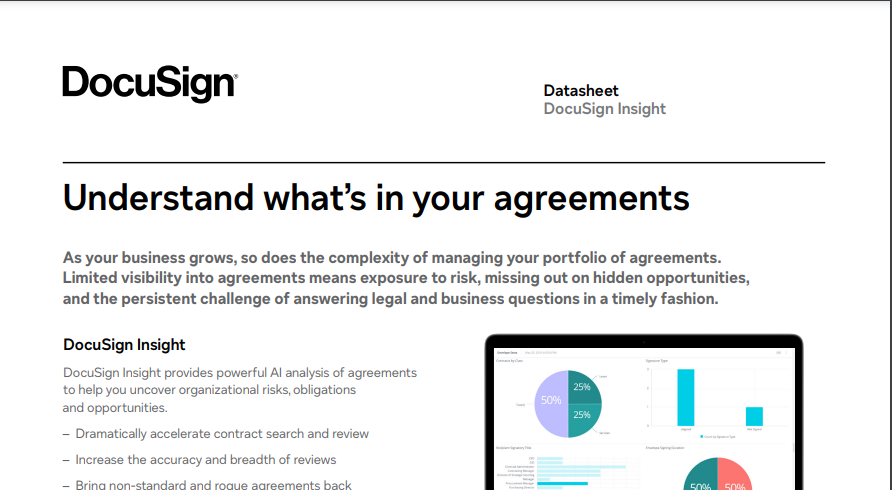 DocuSign®
Datasheet
DocuSign Insight
Understand what's in your agreements
As your business grows, so does the complexity of managing your portfolio of agreements.
Limited visibility into agreements means exposure to risk, missing out on hidden opportunities,
and the persistent challenge of answering legal and business questions in a timely fashion.
DocuSign Insight
DocuSign Insight provides powerful AI analysis of agreements
to help you uncover organizational risks, obligations
and opportunities.
– Dramatically accelerate contract search and review
– Increase the accuracy and breadth of reviews
– Bring non-standard and rogue agreements back
50%
25%
25%
50%
50%